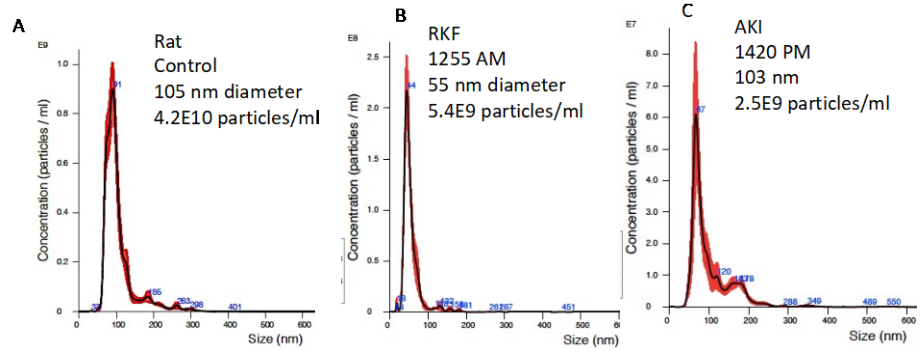 A
E9
Rat
Control
105 nm diameter
4.2E10 particles/ml
Concentration (particles / ml)
1.0
0.8
0.6
0.4
0.2
0
91
185
263
298
401
0 100 200 300 400 500 600
Size (nm)
B
E8
RKF
1255 AM
55 nm diameter
5.4E9 particles/ml
Concentration (particles / ml)
2.5
2.0
1.5
1.0
0.5
0
44
451
0 100 200 300 400 500 60
Size (nm)
C
E7
AKI
1420 PM
103 nm
2.5E9 particles/ml
Concentration (particles / ml)
8.0
7.0
6.0
5.0
4.0
3.0
2.0
1.0
0
67
120
288
349
489
550
0 100 200 300 400 500 600
Size (nm)